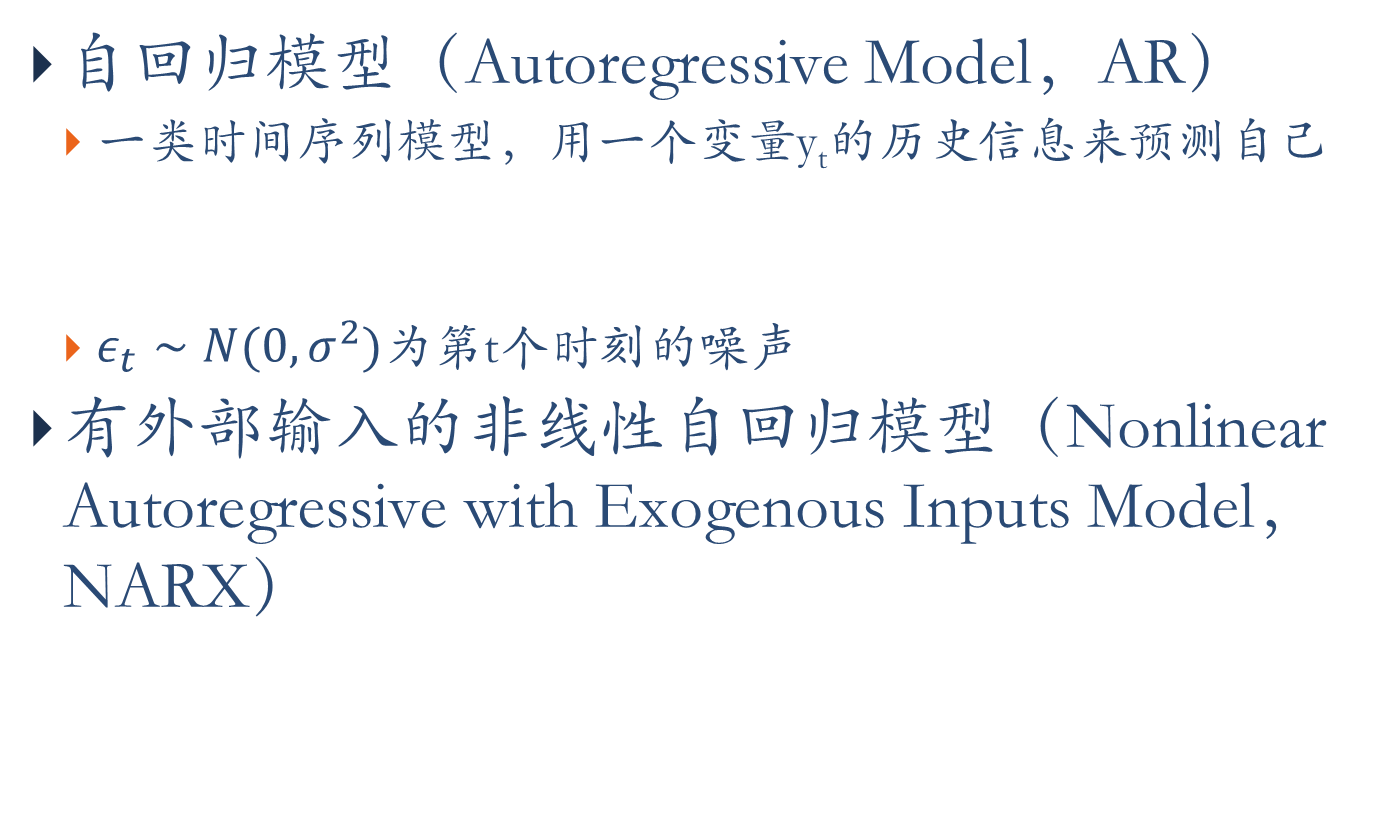 自回归模型（Autoregressive Model，AR）
一类时间序列模型，用一个变量yₜ的历史信息来预测自己
ϵₜ ~ N(0, σ²)为第t个时刻的噪声
有外部输入的非线性自回归模型（Nonlinear
Autoregressive with Exogenous Inputs Model，
NARX）